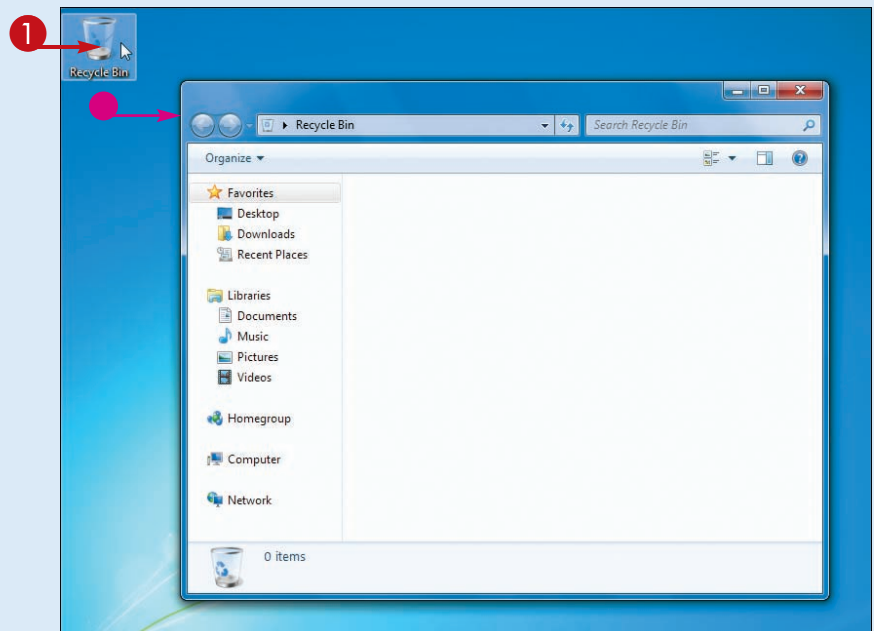 1
Recycle Bin
Recycle Bin
Search Recycle Bin
Organize
Favorites
Desktop
Downloads
Recent Places
Libraries
Documents
Music
Pictures
Videos
Homegroup
Computer
Network
0 items